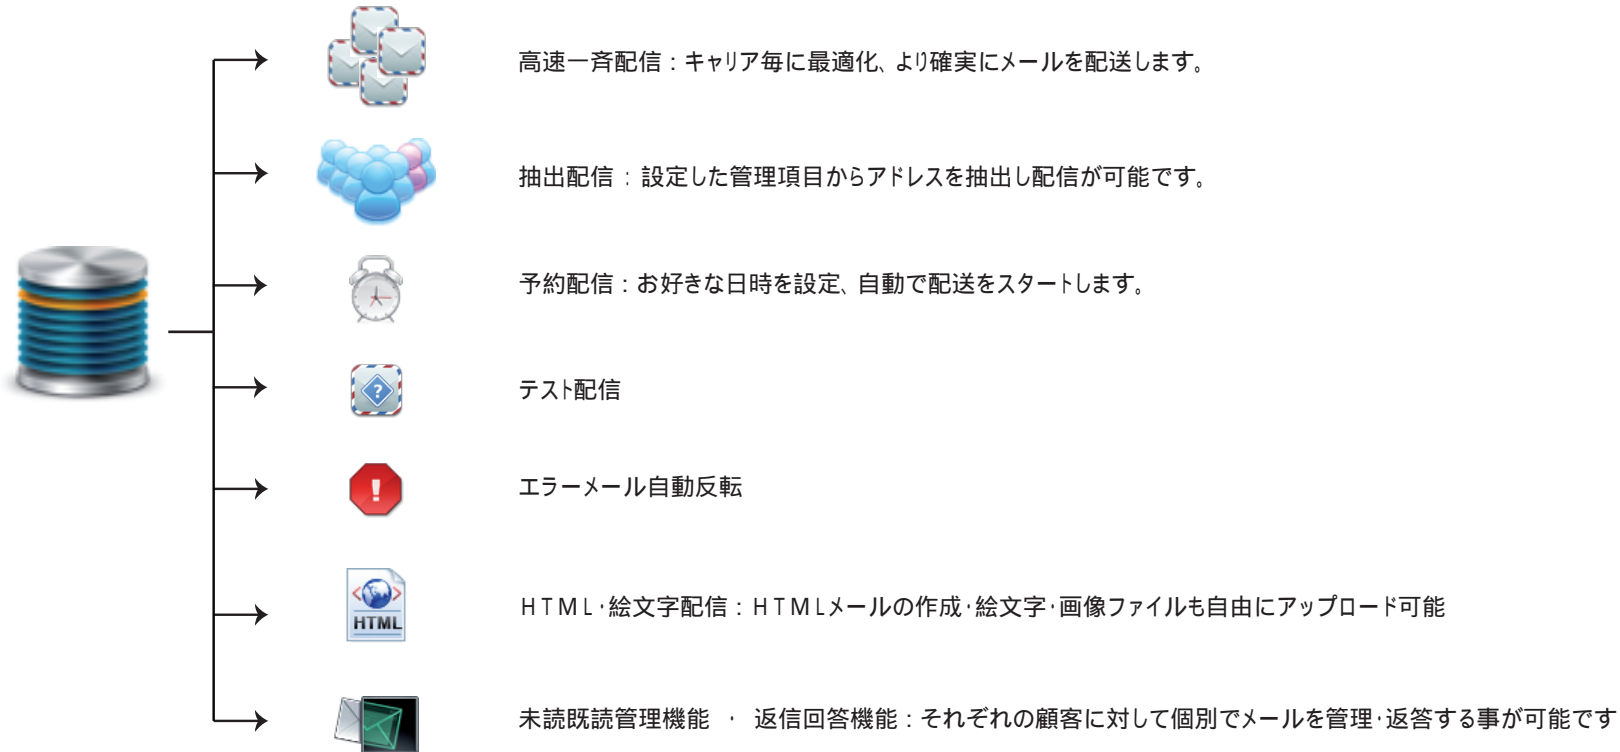 高速一斉配信：キャリア毎に最適化、より確実にメールを配送します。
抽出配信：設定した管理項目からアドレスを抽出し配信が可能です。
予約配信：お好きな日時を設定、自動で配送をスタートします。
テスト配信
エラーメール自動反転
HTML
ＨＴＭＬ・絵文字配信：ＨＴＭＬメールの作成・絵文字・画像ファイルも自由にアップロード可能
未読既読管理機能　・　返信回答機能：それぞれの顧客に対して個別でメールを管理・返答する事が可能です